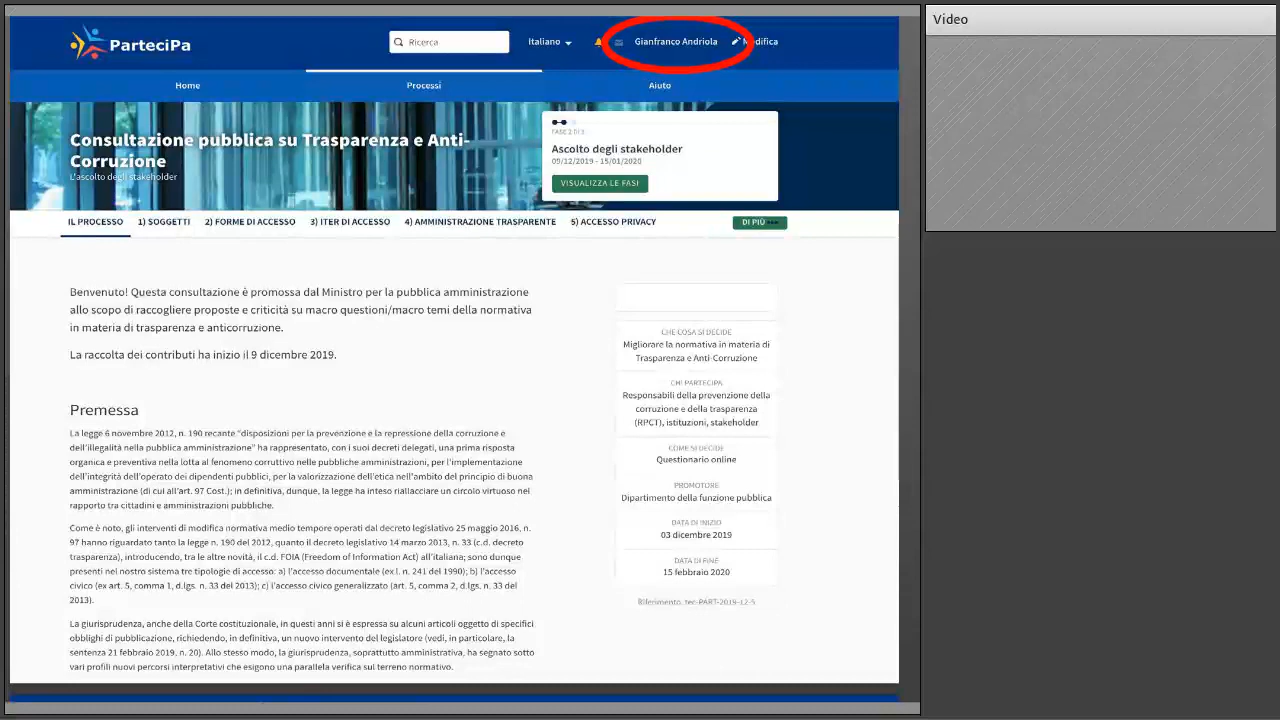 Video
ParteciPa
Ricerca
Italiano
Gianfranco Andriola
Modifica
Home
Processi
Aiuto
Consultazione pubblica su Trasparenza e Anti-
Corruzione
L'ascolto degli stakeholder
FASE 2 DI 3
Ascolto degli stakeholder
09/12/2019 - 15/01/2020
VISUALIZZA LE FASI
IL PROCESSO
1) SOGGETTI
2) FORME DI ACCESSO
3) ITER DI ACCESSO
4) AMMINISTRAZIONE TRASPARENTE
5) ACCESSO PRIVACY
DI PIÙ
Benvenuto! Questa consultazione è promossa dal Ministro per la pubblica amministrazione
allo scopo di raccogliere proposte e criticità su macro questioni/macro temi della normativa
in materia di trasparenza e anticorruzione.
La raccolta dei contributi ha inizio il 9 dicembre 2019.
Premessa
La legge 6 novembre 2012, n. 190 recante "disposizioni per la prevenzione e la repressione della corruzione e
dell'illegalità nella pubblica amministrazione" ha rappresentato, con i suoi decreti delegati, una prima risposta
organica e preventiva nella lotta al fenomeno corruttivo nelle pubbliche amministrazioni, per l'implementazione
dell'integrità dell'operato dei dipendenti pubblici, per la valorizzazione dell'etica nell'ambito del principio di buona
amministrazione (di cui all'art. 97 Cost.); in definitiva, dunque, la legge ha inteso riallacciare un circolo virtuoso nei
rapporto tra cittadini e amministrazioni pubbliche.
Come è noto, gli interventi di modifica normativa medio tempore operati dal decreto legislativo 25 maggio 2016, n.
97 hanno riguardato tanto la legge n. 190 del 2012, quanto il decreto legislativo 14 marzo 2013, n. 33 (c.d. decreto
trasparenza), introducendo, tra le altre novità, il c.d. FOIA (Freedom of Information Act) all'italiana; sono dunque
presenti nel nostro sistema tre tipologie di accesso: a) l'accesso documentale (ex l. n. 241 del 1990); b) l'accesso
civico (ex art. 5, comma 1, d.lgs. n. 33 del 2013); c) l'accesso civico generalizzato (art. 5, comma 2, d.lgs. n. 33 del
2013).
La giurisprudenza, anche della Corte costituzionale, in questi anni si è espressa su alcuni articoli oggetto di specifici
obblighi di pubblicazione, richiedendo, in definitiva, un nuovo intervento del legislatore (vedi, in particolare, la
sentenza 21 febbraio 2019, n. 20). Allo stesso modo, la giurisprudenza, soprattutto amministrativa, ha segnato sotto
vari profili nuovi percorsi interpretativi che esigono una parallela verifica sul terreno normativo.
CHE COSA SI DECIDE
Migliorare la normativa in materia di
Trasparenza e Anti-Corruzione
CHI PARTECIPA
Responsabili della prevenzione della
corruzione e della trasparenza
(RPCT), istituzioni, stakeholder
COME SI DECIDE
Questionario online
PROMOTORE
Dipartimento della funzione pubblica
DATA DI INIZIO
03 dicembre 2019
DATA DI FINE
15 febbraio 2020
Riferimento: tec-PART-2019-12-5